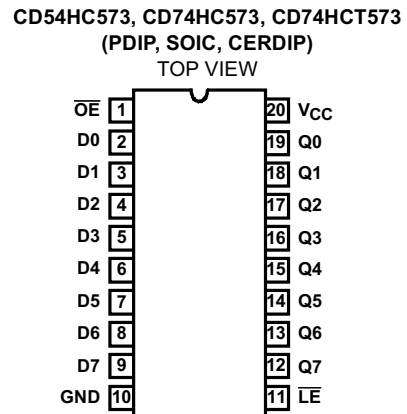 CD54HC573, CD74HC573, CD74HCT573
(PDIP, SOIC, CERDIP)
TOP VIEW
OE 1 20 VCC
D0 2 19 Q0
D1 3 18 Q1
D2 4 17 Q2
D3 5 16 Q3
D4 6 15 Q4
D5 7 14 Q5
D6 8 13 Q6
D7 9 12 Q7
GND 10 11 LE